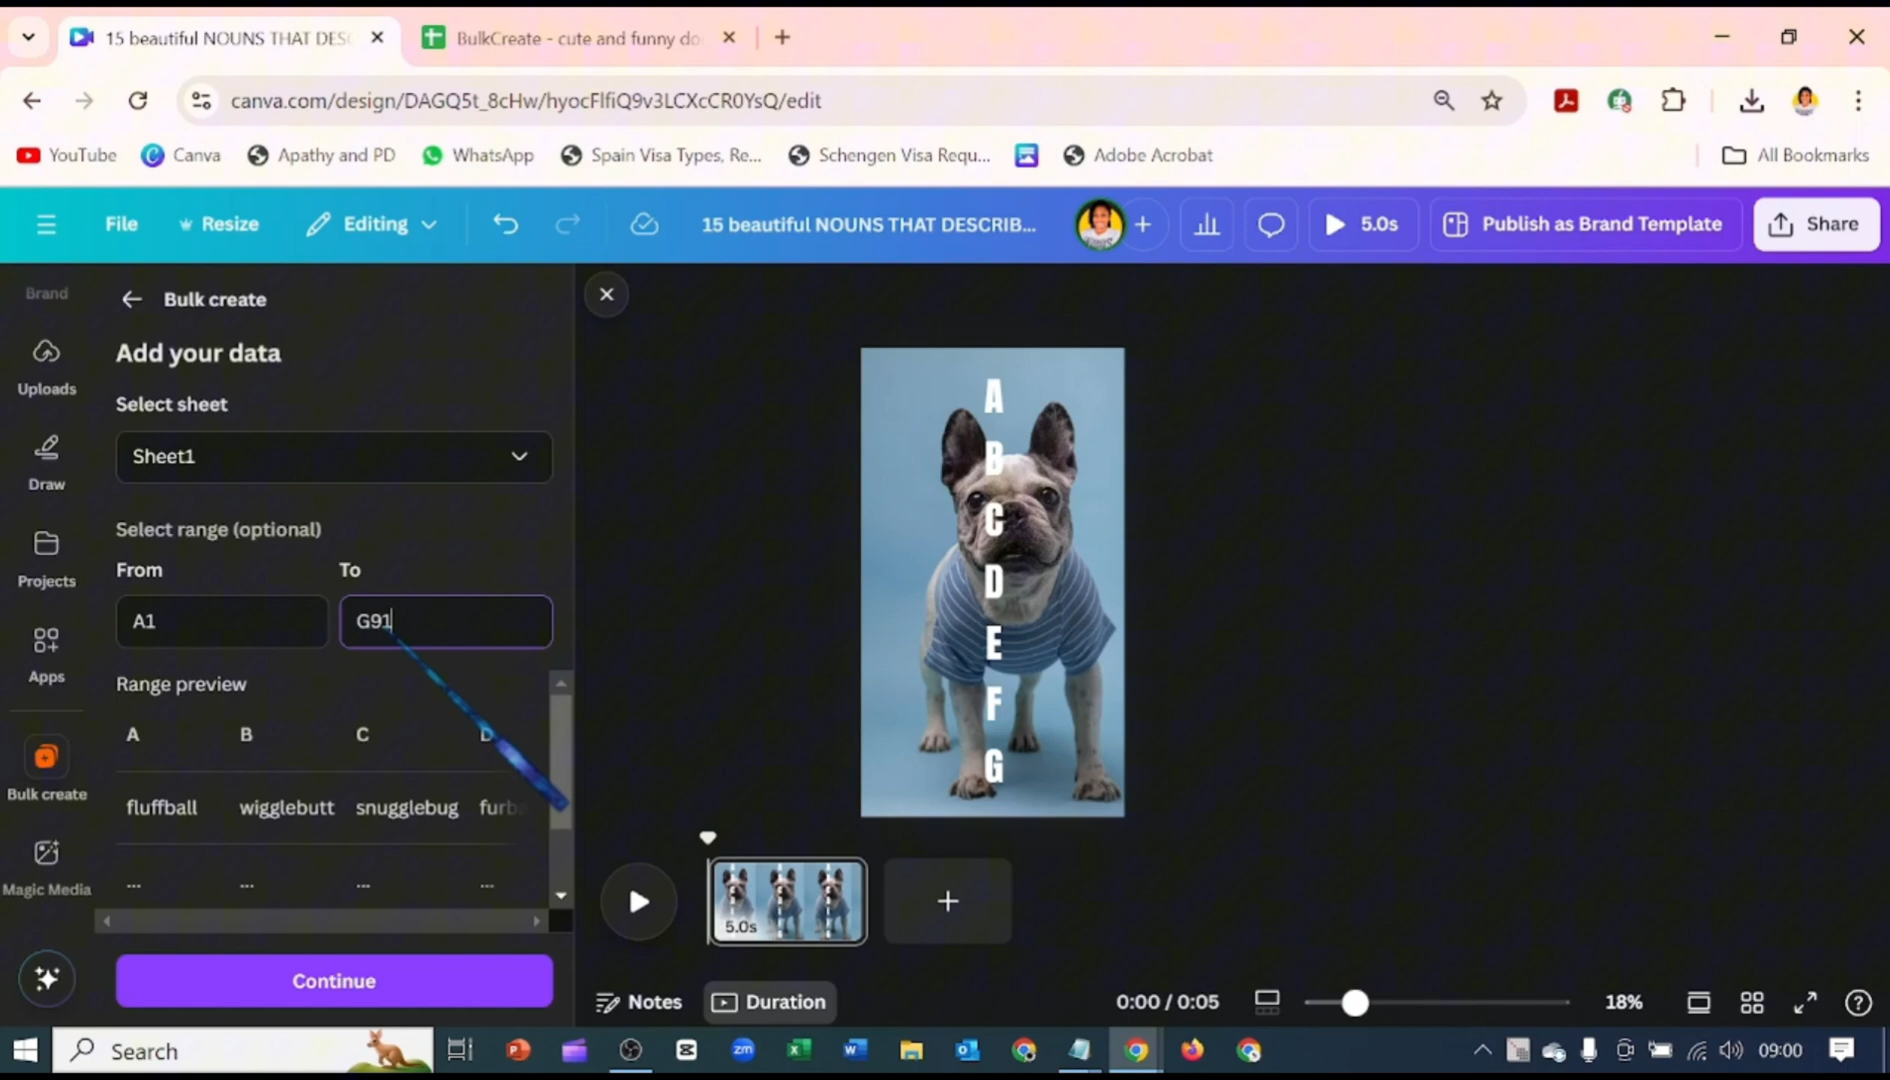 15 beautiful NOUNS THAT DESC
BulkCreate - cute and funny do
canva.com/design/DAGQ5t_8cHw/hyocFlfiQ9v3LCXcCR0YsQ/edit
YouTube
Canva
Apathy and PD
WhatsApp
Spain Visa Types, Re...
Schengen Visa Requ...
Adobe Acrobat
All Bookmarks
File
Resize
Editing
15 beautiful NOUNS THAT DESCRIB...
5.0s
Publish as Brand Template
Share
Brand
Uploads
Draw
Projects
Apps
Bulk create
Magic Media
Bulk create
Add your data
Select sheet
Sheet1
Select range (optional)
From
To
A1
G91
Range preview
A B C D
fluffball wigglebutt snugglebug furb
... ... ... ...
Continue
A
B
C
D
E
F
G
5.0s
Notes
Duration
0:00 / 0:05
18%
Search
zm
09:00